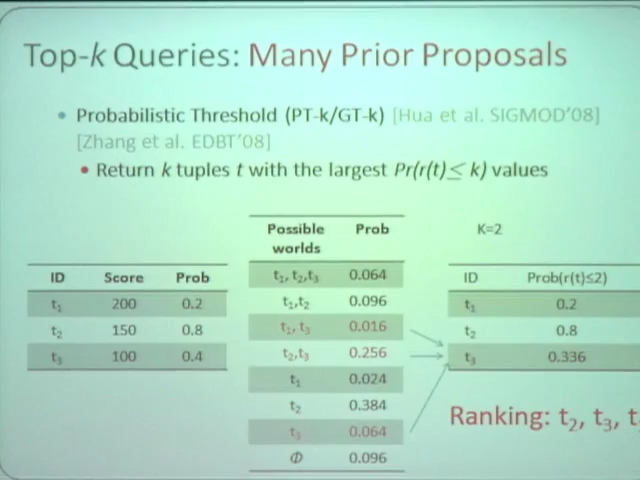 Top-k Queries: Many Prior Proposals
• Probabilistic Threshold (PT-k/GT-k) [Hua et al. SIGMOD'08]
[Zhang et al. EDBT'08]
• Return k tuples t with the largest Pr(r(t)≤ k) values
ID Score Prob
t₁ 200 0.2
t₂ 150 0.8
t₃ 100 0.4
Possible worlds Prob
t₁, t₂,t₃ 0.064
t₁,t₂ 0.096
t₁, t₃ 0.016
t₂,t₃ 0.256
t₁ 0.024
t₂ 0.384
t₃ 0.064
Φ 0.096
K=2
ID Prob(r(t)≤2)
t₁ 0.2
t₂ 0.8
t₃ 0.336
Ranking: t₂, t₃, t